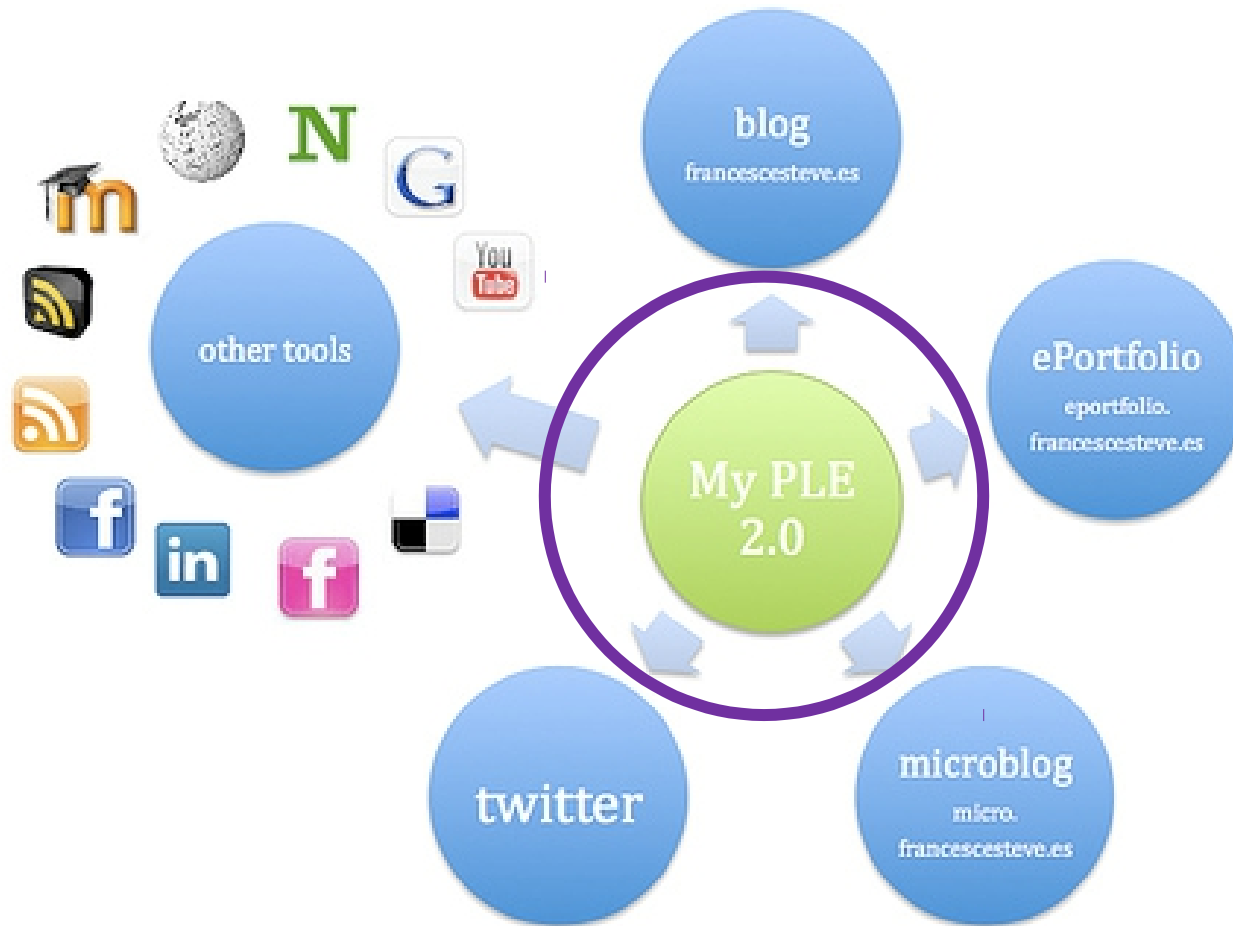 blog
francescesteve.es
N
G
You
Tube
m
other tools
ePortfolio
eportfolio.
francescesteve.es
My PLE
2.0
f
in
f
twitter
microblog
micro.
francescesteve.es